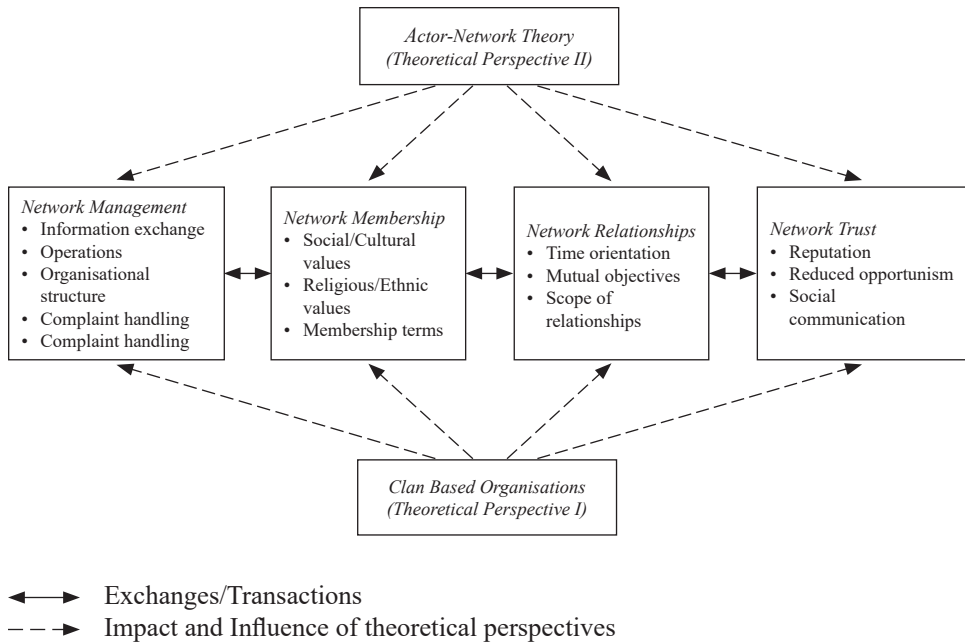 Actor-Network Theory
(Theoretical Perspective II)
Network Management
• Information exchange
• Operations
• Organisational
structure
• Complaint handling
• Complaint handling
Network Membership
• Social/Cultural
values
• Religious/Ethnic
values
• Membership terms
Network Relationships
• Time orientation
• Mutual objectives
• Scope of
relationships
Network Trust
• Reputation
• Reduced opportunism
• Social
communication
Clan Based Organisations
(Theoretical Perspective I)
Exchanges/Transactions
Impact and Influence of theoretical perspectives